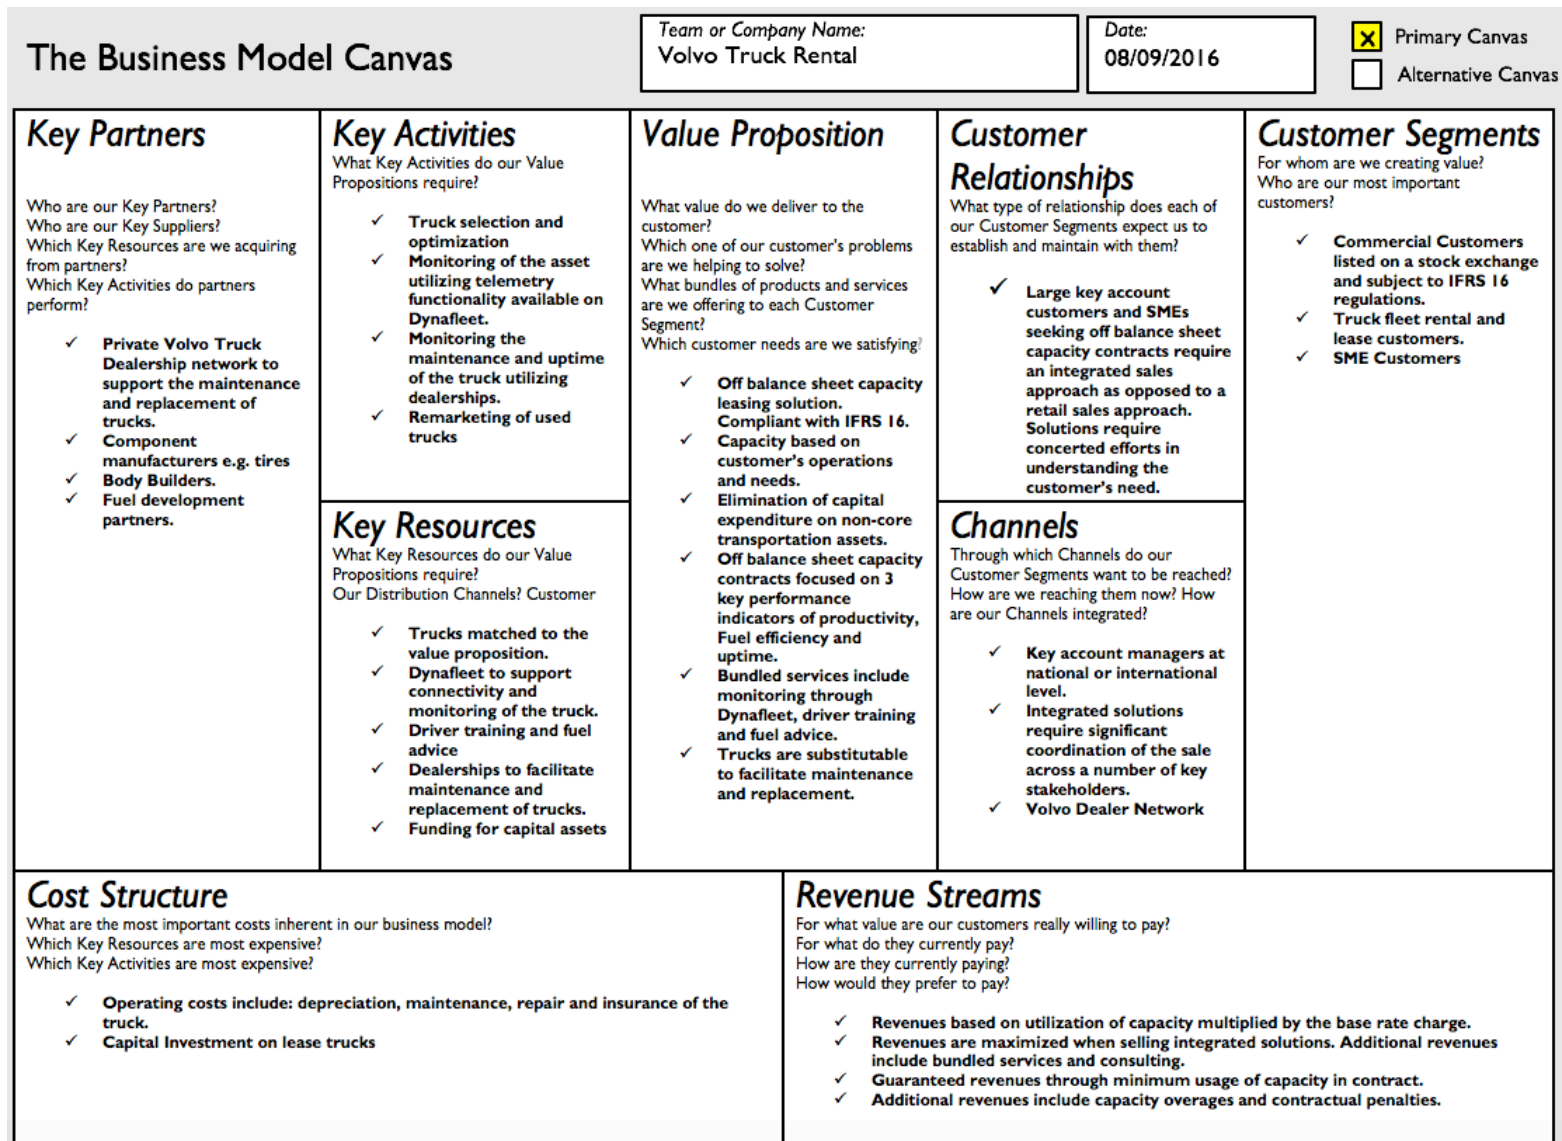 The Business Model Canvas
Team or Company Name:
Volvo Truck Rental
Date:
08/09/2016
X
Primary Canvas
Alternative Canvas
Key Partners
Who are our Key Partners?
Who are our Key Suppliers?
Which Key Resources are we acquiring
from partners?
Which Key Activities do partners
perform?
✓ Private Volvo Truck
Dealership network to
support the maintenance
and replacement of
trucks.
✓ Component
manufacturers e.g. tires
✓ Body Builders.
✓ Fuel development
partners.
Key Activities
What Key Activities do our Value
Propositions require?
✓ Truck selection and
optimization
✓ Monitoring of the asset
utilizing telemetry
functionality available on
Dynafleet.
✓ Monitoring the
maintenance and uptime
of the truck utilizing
dealerships.
✓ Remarketing of used
trucks
Key Resources
What Key Resources do our Value
Propositions require?
Our Distribution Channels? Customer
✓ Trucks matched to the
value proposition.
✓ Dynafleet to support
connectivity and
monitoring of the truck.
✓ Driver training and fuel
advice
✓ Dealerships to facilitate
maintenance and
replacement of trucks.
✓ Funding for capital assets
Value Proposition
What value do we deliver to the
customer?
Which one of our customer's problems
are we helping to solve?
What bundles of products and services
are we offering to each Customer
Segment?
Which customer needs are we satisfying?
✓ Off balance sheet capacity
leasing solution.
Compliant with IFRS 16.
✓ Capacity based on
customer's operations
and needs.
✓ Elimination of capital
expenditure on non-core
transportation assets.
✓ Off balance sheet capacity
contracts focused on 3
key performance
indicators of productivity,
Fuel efficiency and
uptime.
✓ Bundled services include
monitoring through
Dynafleet, driver training
and fuel advice.
✓ Trucks are substitutable
to facilitate maintenance
and replacement.
Customer
Relationships
What type of relationship does each of
our Customer Segments expect us to
establish and maintain with them?
✓ Large key account
customers and SMEs
seeking off balance sheet
capacity contracts require
an integrated sales
approach as opposed to a
retail sales approach.
Solutions require
concerted efforts in
understanding the
customer's need.
Channels
Through which Channels do our
Customer Segments want to be reached?
How are we reaching them now? How
are our Channels integrated?
✓ Key account managers at
national or international
level.
✓ Integrated solutions
require significant
coordination of the sale
across a number of key
stakeholders.
✓ Volvo Dealer Network
Customer Segments
For whom are we creating value?
Who are our most important
customers?
✓ Commercial Customers
listed on a stock exchange
and subject to IFRS 16
regulations.
✓ Truck fleet rental and
lease customers.
✓ SME Customers
Cost Structure
What are the most important costs inherent in our business model?
Which Key Resources are most expensive?
Which Key Activities are most expensive?
✓ Operating costs include: depreciation, maintenance, repair and insurance of the
truck.
✓ Capital Investment on lease trucks
Revenue Streams
For what value are our customers really willing to pay?
For what do they currently pay?
How are they currently paying?
How would they prefer to pay?
✓ Revenues based on utilization of capacity multiplied by the base rate charge.
✓ Revenues are maximized when selling integrated solutions. Additional revenues
include bundled services and consulting.
✓ Guaranteed revenues through minimum usage of capacity in contract.
✓ Additional revenues include capacity overages and contractual penalties.